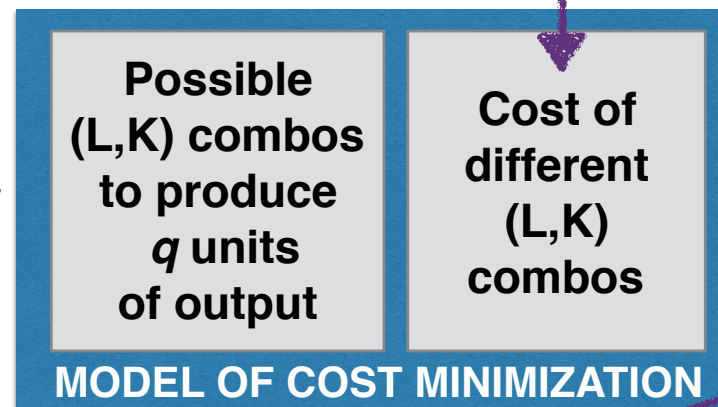 Possible
(L,K) combos
to produce
q units
of output
Cost of
different
(L,K)
combos
MODEL OF COST MINIMIZATION